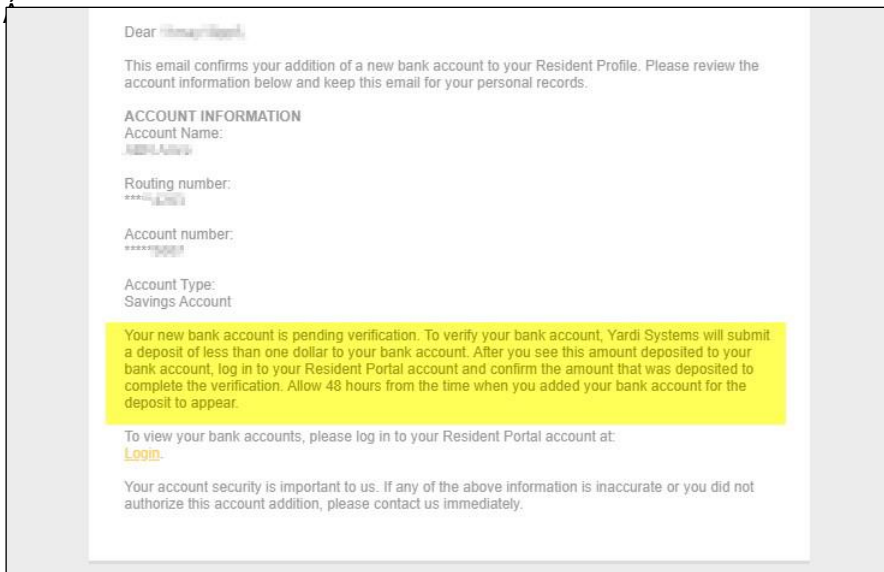 Dear
This email confirms your addition of a new bank account to your Resident Profile. Please review the
account information below and keep this email for your personal records.
ACCOUNT INFORMATION
Account Name:
Routing number:
****
Account number:
*****
Account Type:
Savings Account
Your new bank account is pending verification. To verify your bank account, Yardi Systems will submit
a deposit of less than one dollar to your bank account. After you see this amount deposited to your
bank account, log in to your Resident Portal account and confirm the amount that was deposited to
complete the verification. Allow 48 hours from the time when you added your bank account for the
deposit to appear.
To view your bank accounts, please log in to your Resident Portal account at:
Login.
Your account security is important to us. If any of the above information is inaccurate or you did not
authorize this account addition, please contact us immediately.